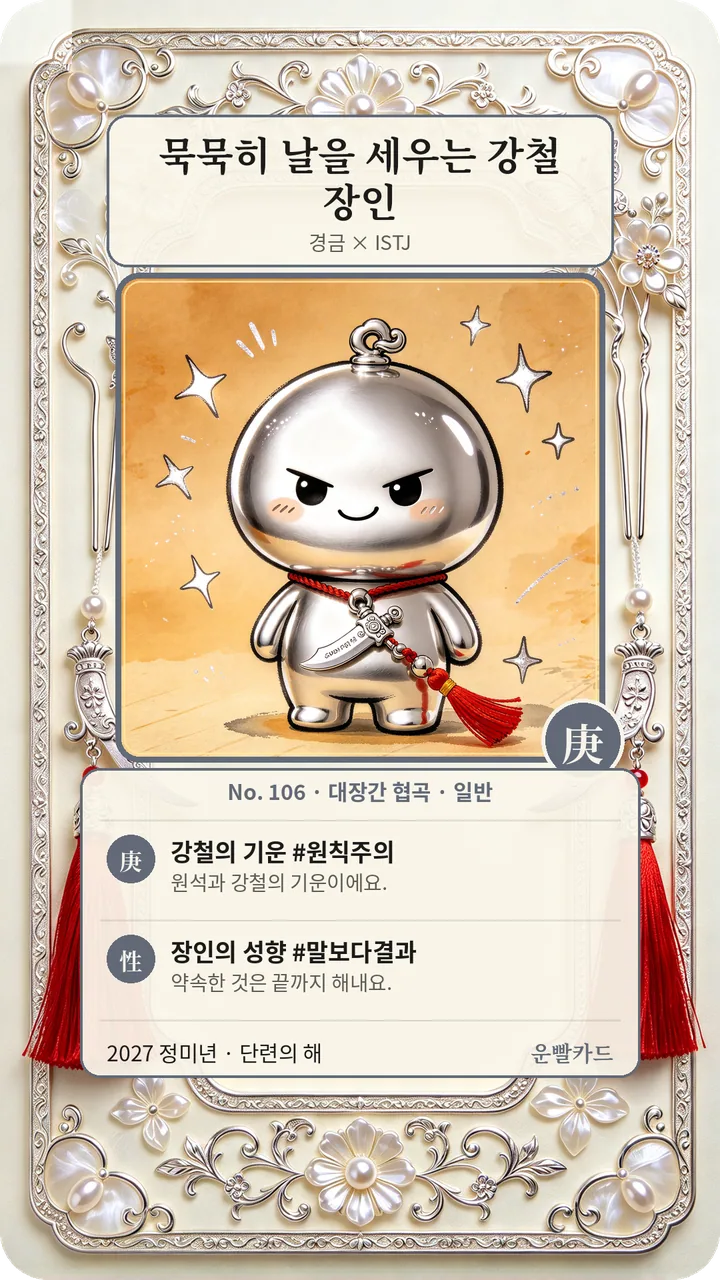 묵묵히 날을 세우는 강철
장인
경금 × ISTJ
庚
No. 106 · 대장간 협곡 · 일반
庚
강철의 기운 #원칙주의
원석과 강철의 기운이에요.
性
장인의 성향 #말보다결과
약속한 것은 끝까지 해내요.
2027 정미년 · 단련의 해
운빨카드